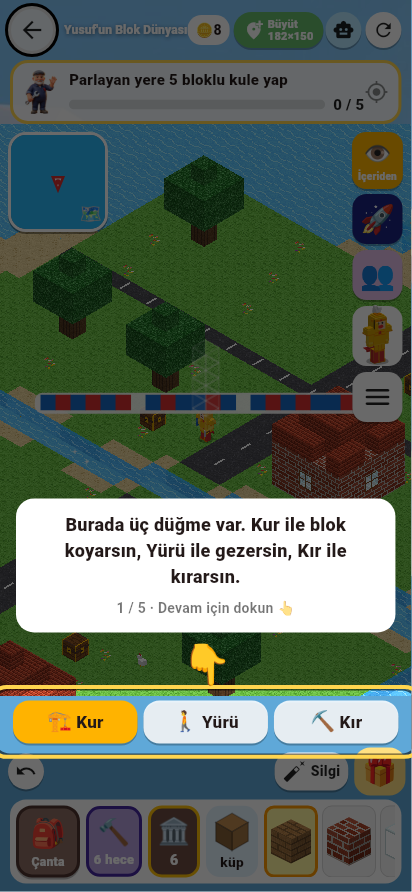 Yusuf'un Blok Dünyası
8
Büyüt
182×150
Parlayan yere 5 bloklu kule yap
0 / 5
İçeriden
Burada üç düğme var. Kur ile blok
koyarsın, Yürü ile gezersin, Kır ile
kırarsın.
1 / 5 · Devam için dokun 👆
Kur
Yürü
Kır
Silgi
Çanta
6 hece
6
küp